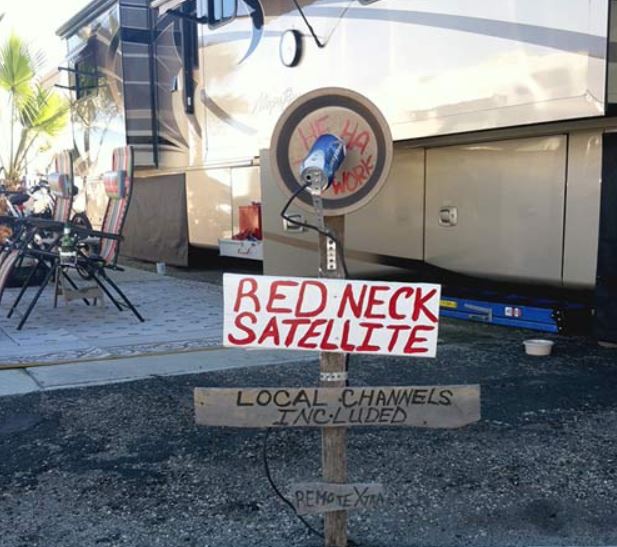 HE HA
WORK
RED NECK
SATELLITE
LOCAL CHANNELS
INCLUDED
REMOTE XTRA